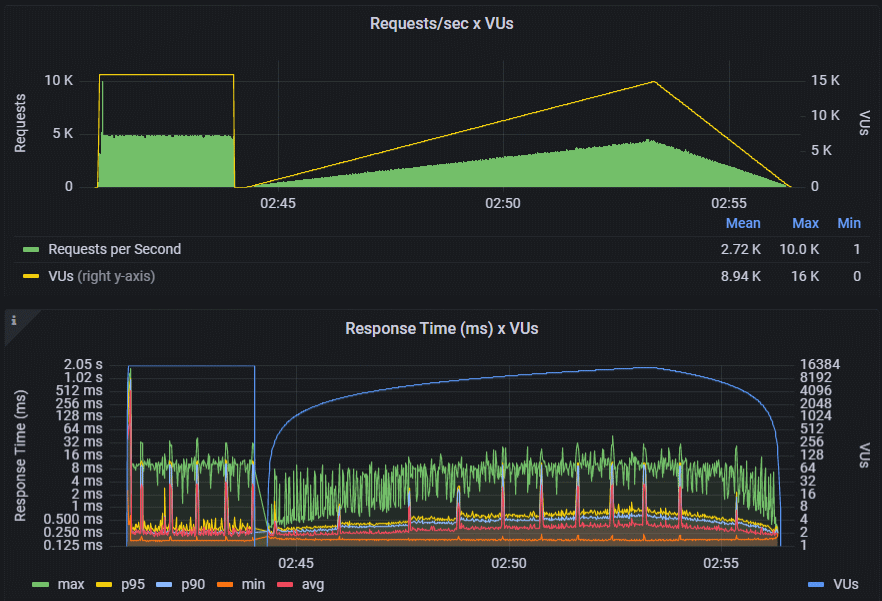 Requests/sec x VUs
Requests
10 K
5 K
0
15 K
10 K
5 K
0
VUs
02:45 02:50 02:55
Mean Max Min
Requests per Second 2.72 K 10.0 K 1
VUs (right y-axis) 8.94 K 16 K 0
i
Response Time (ms) x VUs
Response Time (ms)
2.05 s
1.02 s
512 ms
256 ms
128 ms
64 ms
32 ms
16 ms
8 ms
4 ms
2 ms
1 ms
0.500 ms
0.250 ms
0.125 ms
16384
8192
4096
2048
1024
512
256
128
64
32
16
8
4
2
1
VUs
02:45 02:50 02:55
max p95 p90 min avg VUs